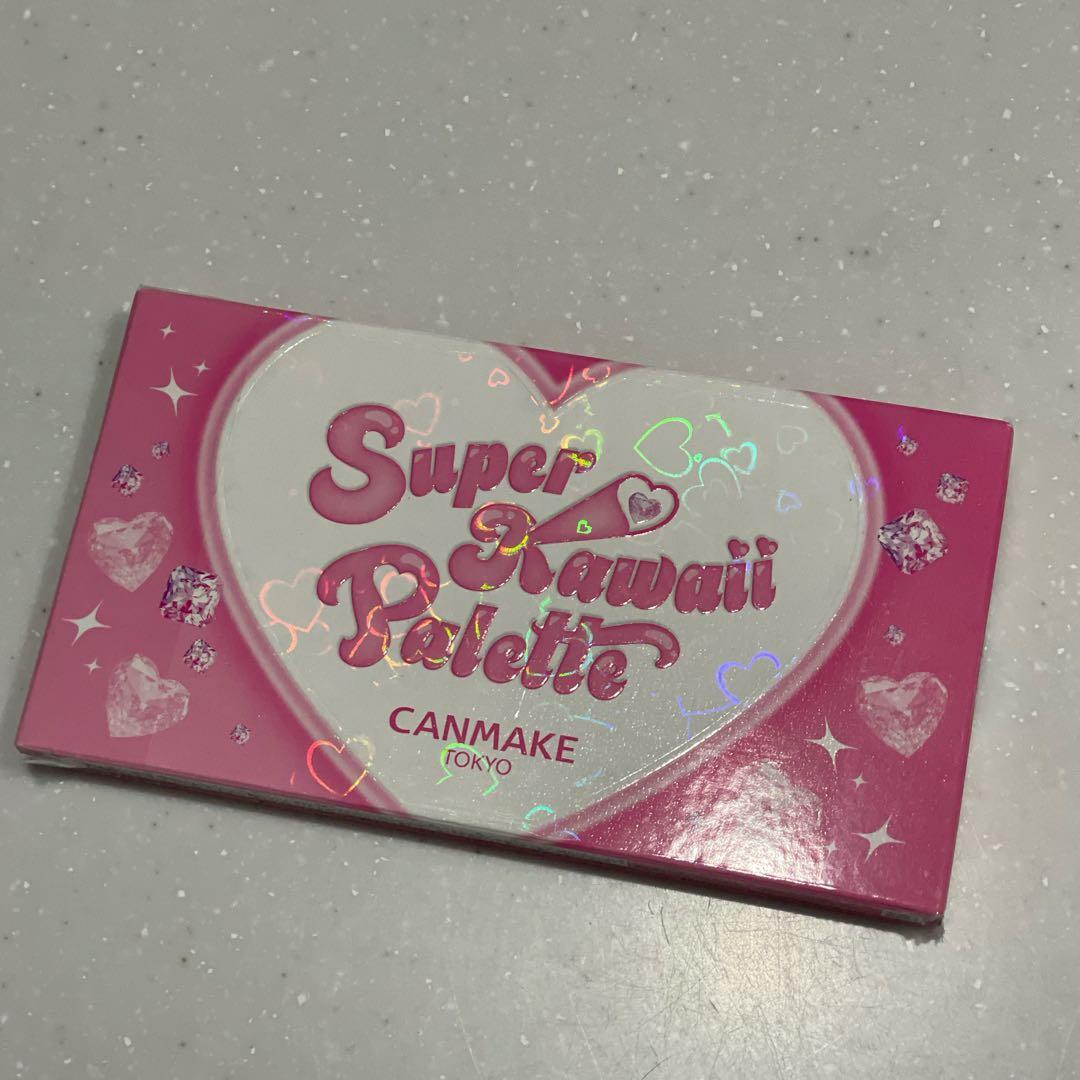 Super
Kawaii
Palette
CANMAKE
TOKYO